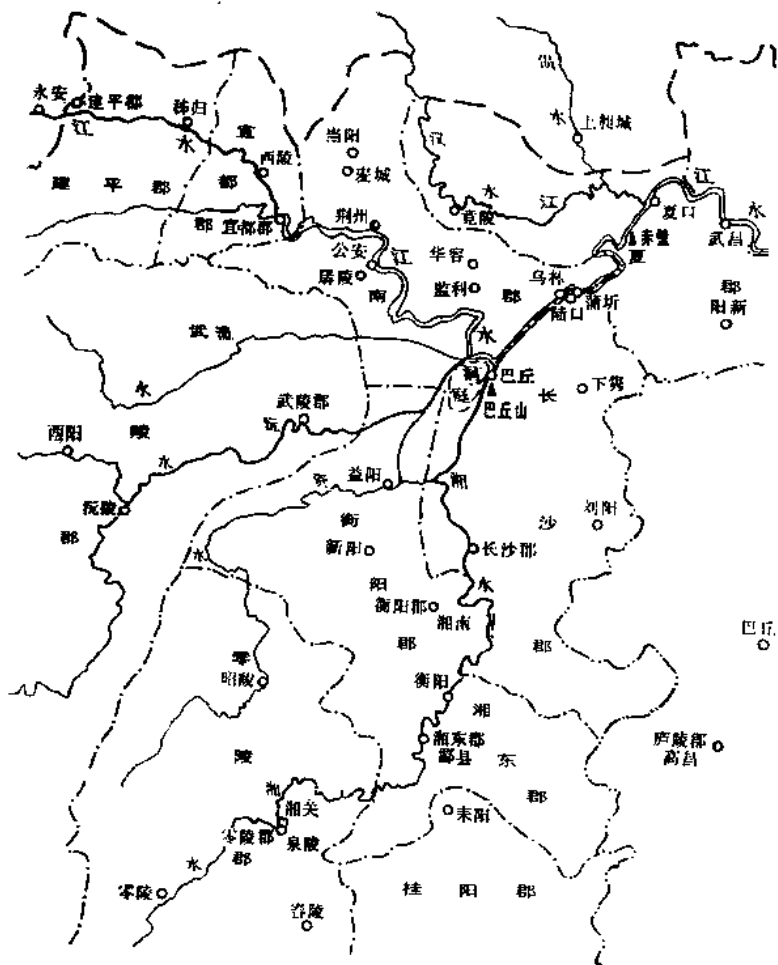 永安
建平郡
江
秭归
水
宜
都
郡
西陵
建平郡
宜都郡
当阳
麦城
汉
水
江
竟陵
涢
水
上昶城
江
水
夏口
武昌
赤壁
夏
郡
阳新
荆州
公安
江
孱陵
南
华容
监利
郡
水
乌林
陆口
蒲圻
武
陵
郡
水
洞
庭
巴丘
巴丘山
长
沙
郡
下隽
武陵郡
沅
水
酉阳
沅陵
益阳
资
水
湘
水
浏阳
衡
阳
郡
新阳
长沙郡
衡阳郡
湘南
巴丘
零
陵
郡
昭陵
衡阳
湘
东
郡
湘东郡
酃县
庐陵郡
高昌
湘
水
湘关
泉陵
零陵郡
耒阳
零陵
桂阳郡
舂陵